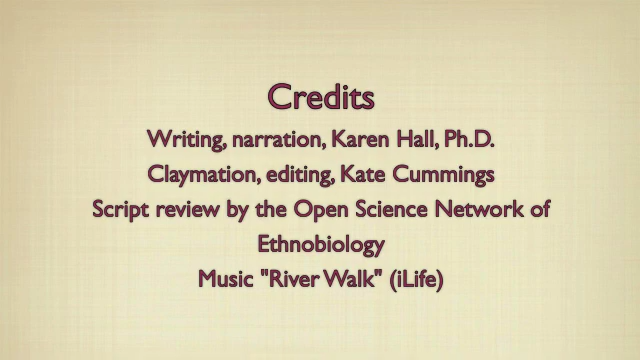 Credits
Writing, narration, Karen Hall, Ph.D.
Claymation, editing, Kate Cummings
Script review by the Open Science Network of
Ethnobiology
Music "River Walk" (iLife)